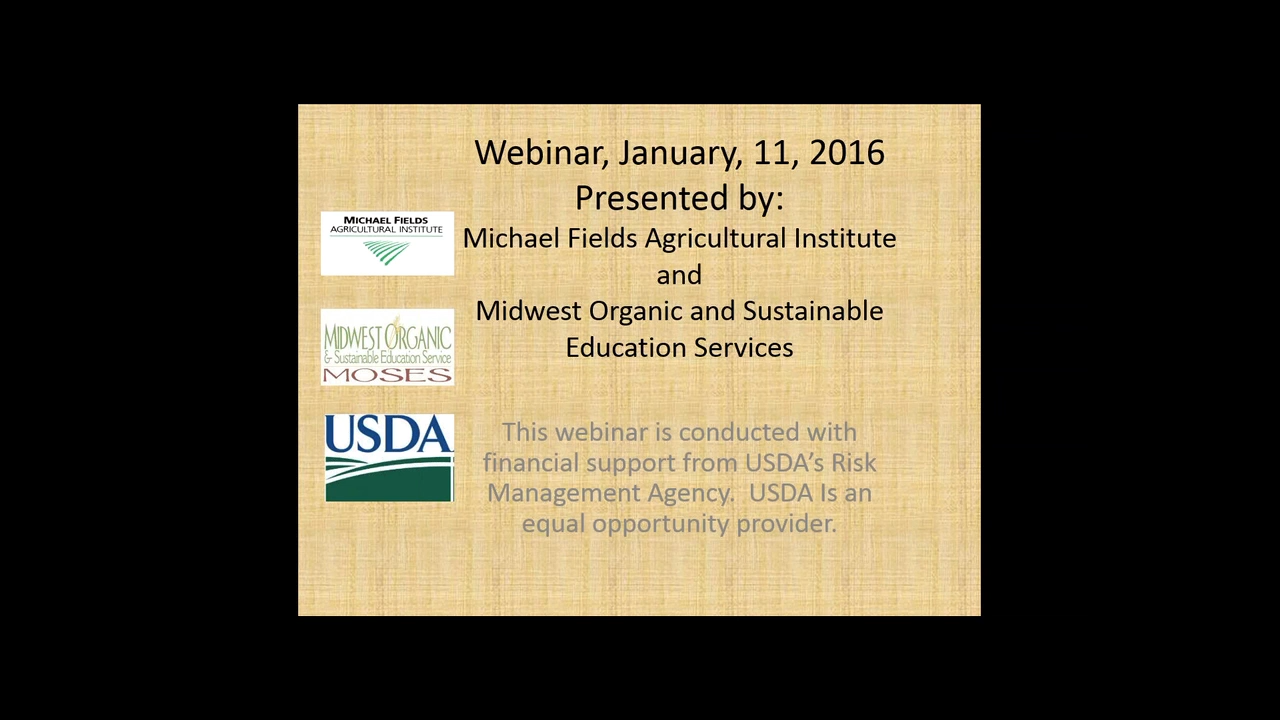 Webinar, January, 11, 2016
Presented by:
Michael Fields Agricultural Institute
and
Midwest Organic and Sustainable
Education Services
MICHAEL FIELDS
AGRICULTURAL INSTITUTE
MIDWEST ORGANIC
& Sustainable Education Service
MOSES
USDA
This webinar is conducted with
financial support from USDA’s Risk
Management Agency.  USDA Is an
equal opportunity provider.